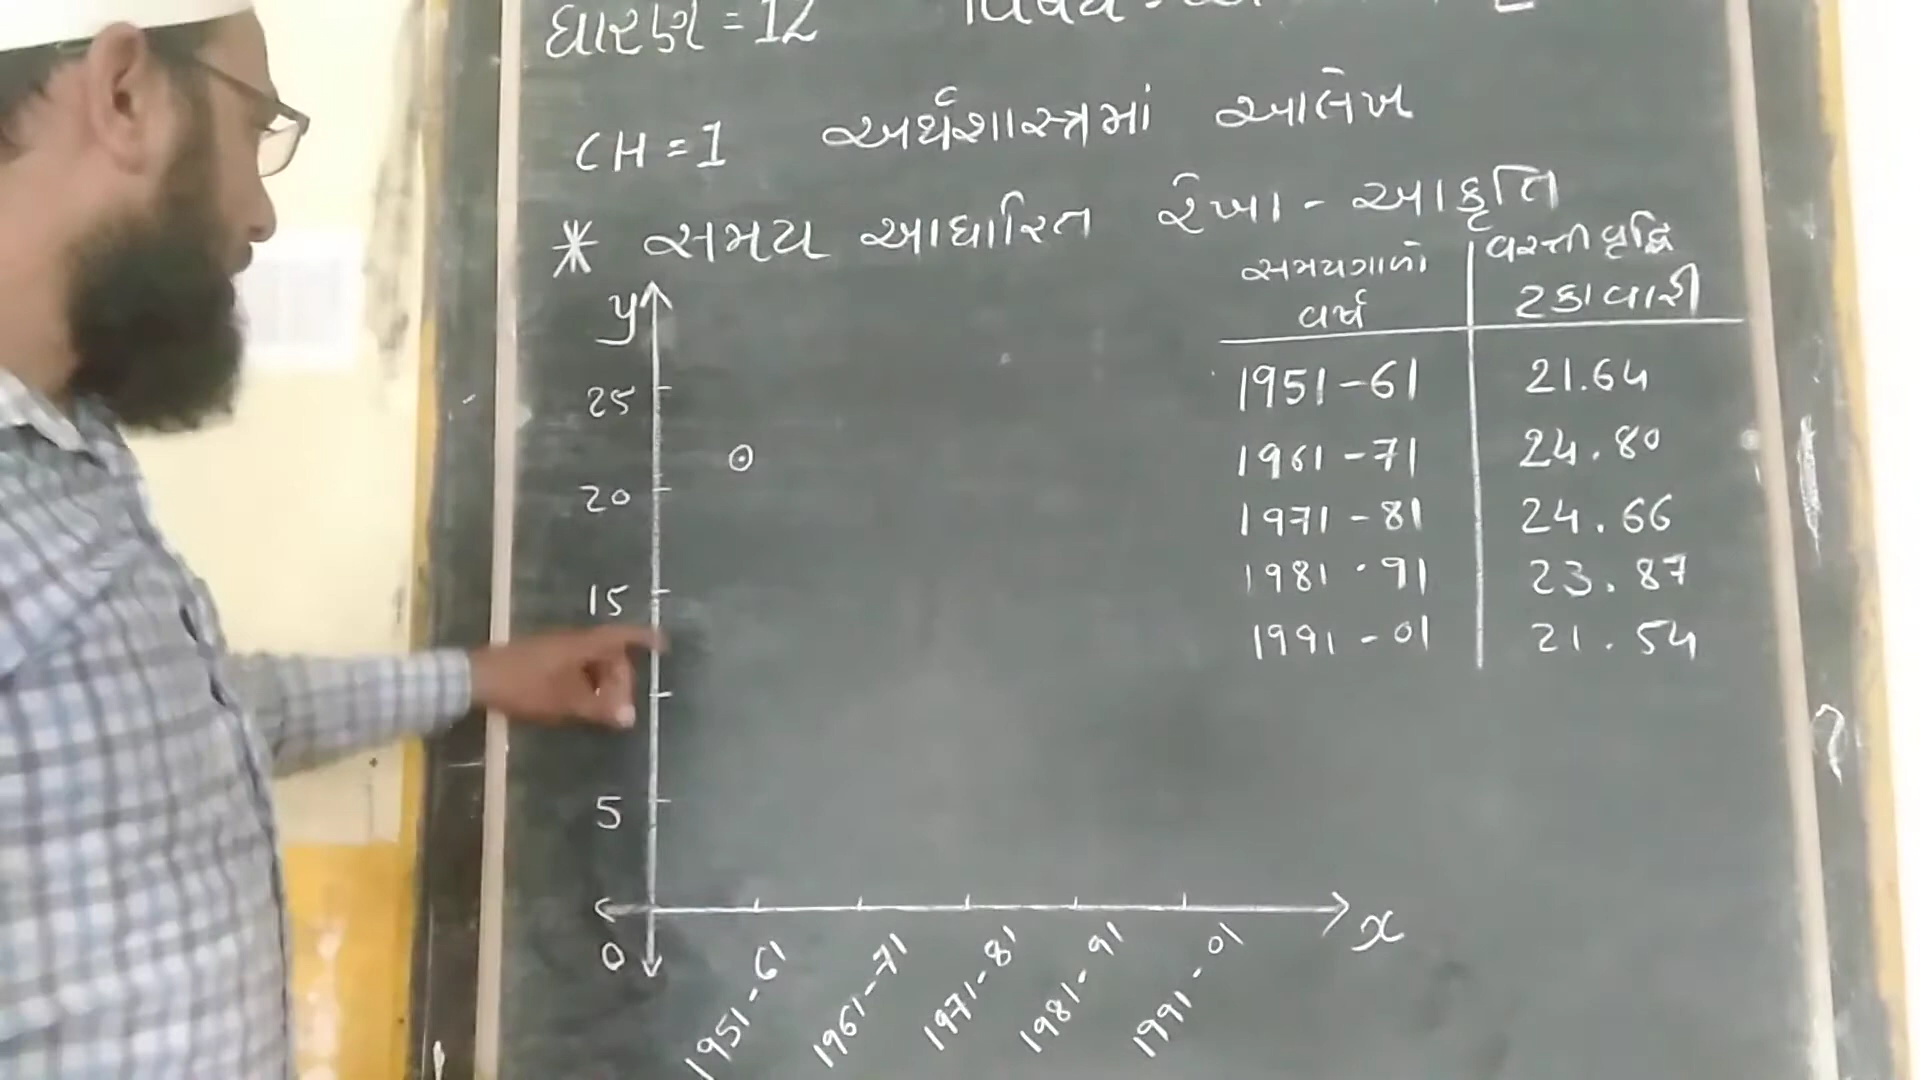 ધોરણ = 12 વિષય -
CH = 1 અર્થશાસ્ત્રમાં આલેખ
* સમય આધારિત રેખા - આકૃતિ
સમયગાળો વર્ષ | વસ્તી વૃદ્ધિ ટકાવારી
1951-61 21.64
1961-71 24.80
1971-81 24.66
1981-91 23.87
1991-01 21.54
y
25
20
15
5
0
x
1951-61
1961-71
1971-81
1981-91
1991-01